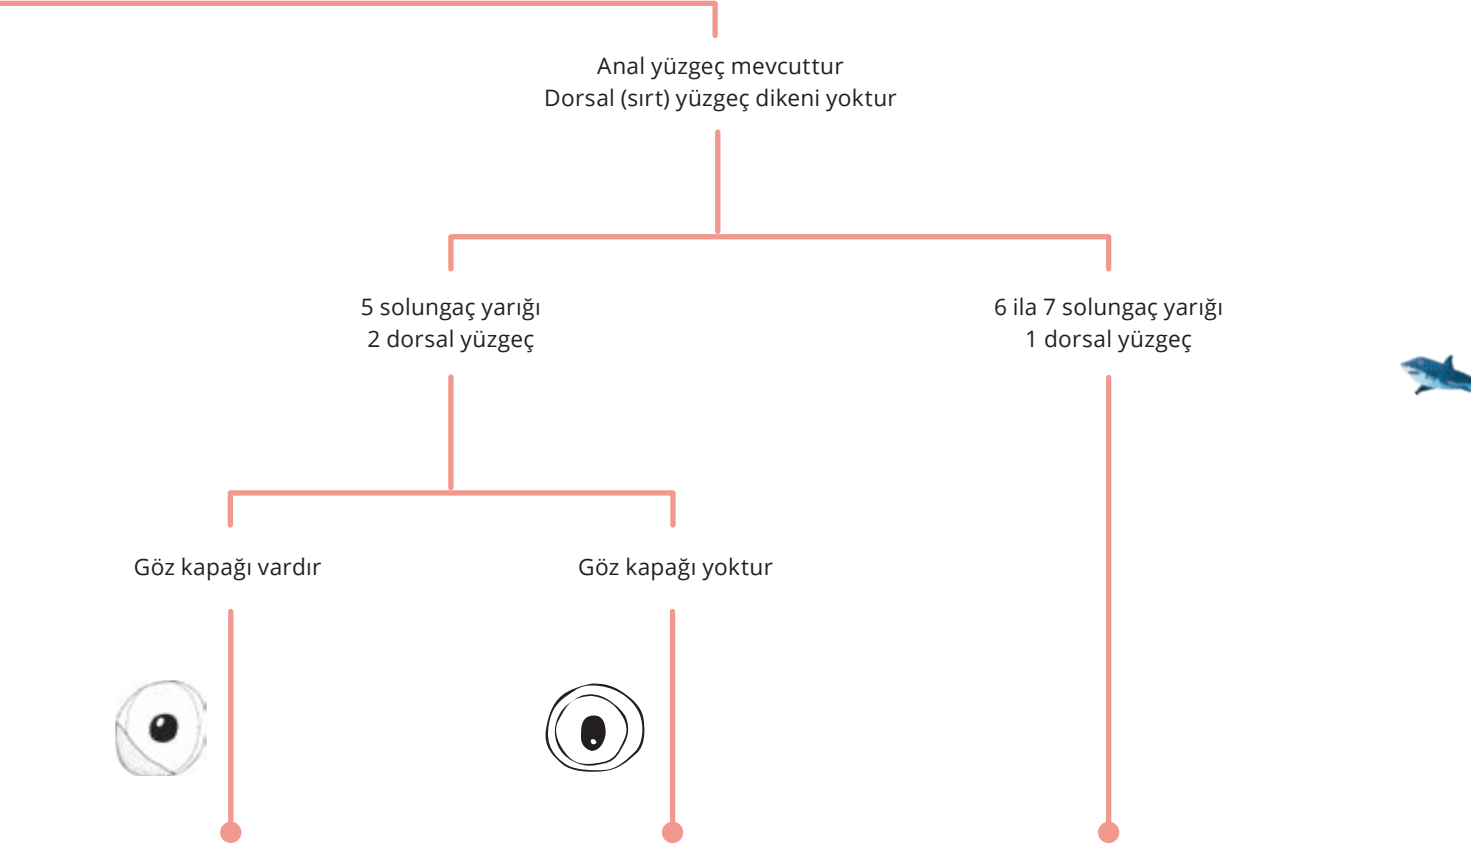 Anal yüzgeç mevcuttur
Dorsal (sırt) yüzgeç dikeni yoktur
5 solungaç yarığı
2 dorsal yüzgeç
6 ila 7 solungaç yarığı
1 dorsal yüzgeç
Göz kapağı vardır
Göz kapağı yoktur